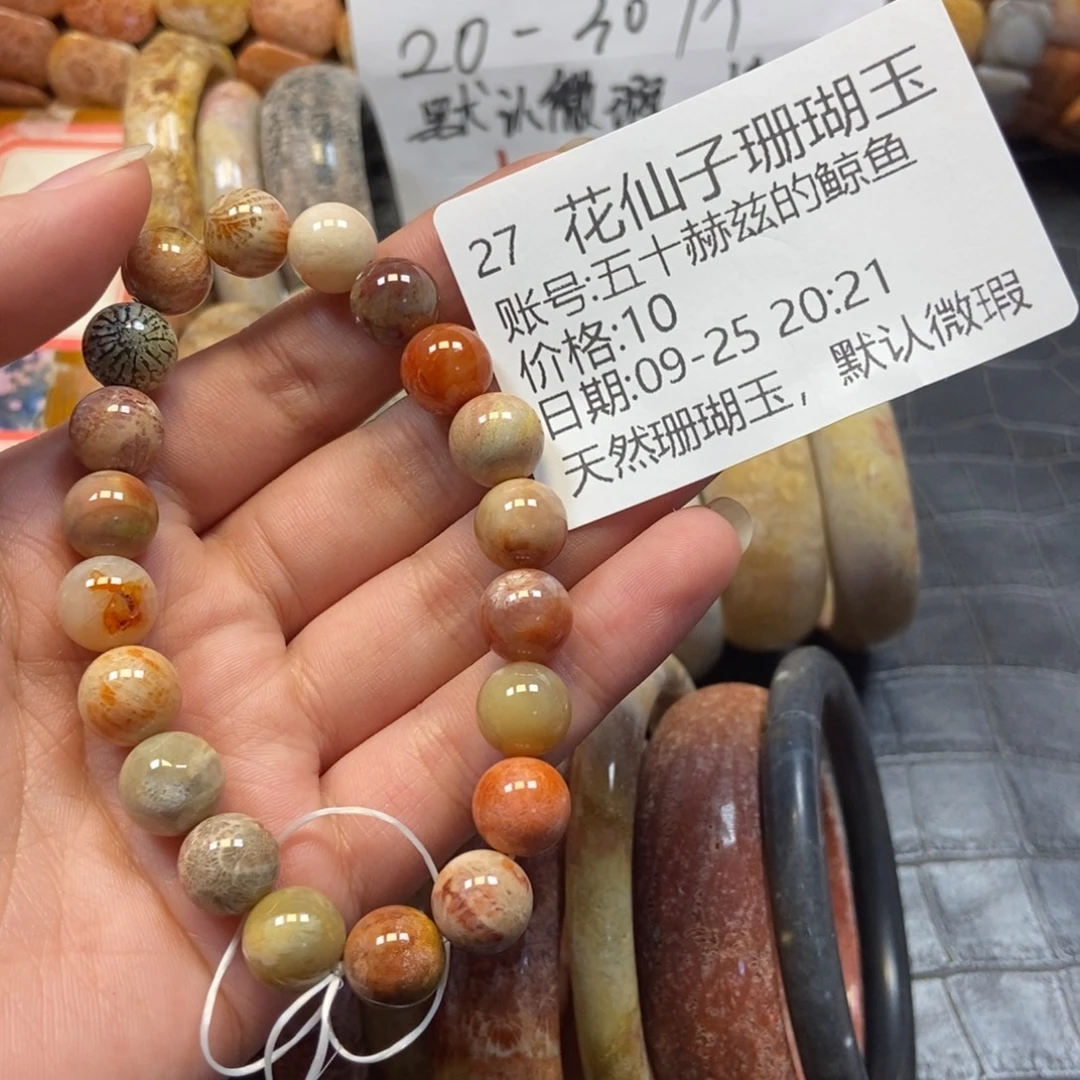 20-30/个
默认微瑕
27 花仙子珊瑚玉
账号:五十赫兹的鲸鱼
价格:10
日期:09-25 20:21
天然珊瑚玉，默认微瑕